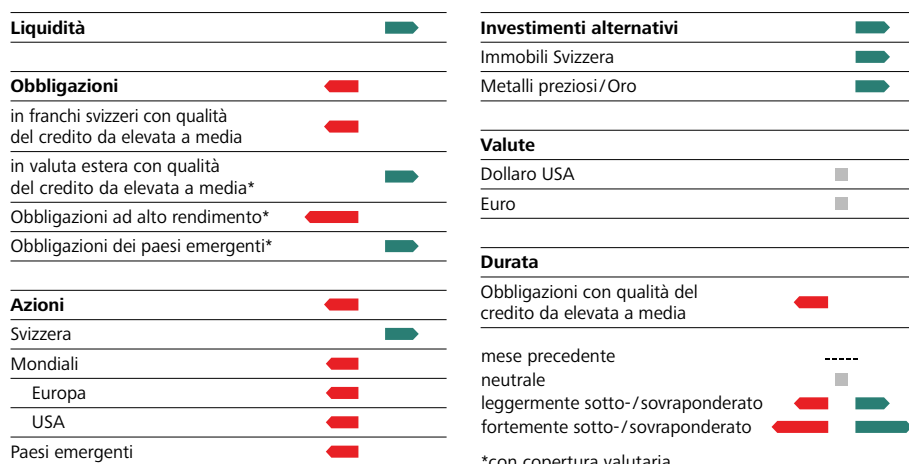 Liquidità
Obbligazioni
in franchi svizzeri con qualità
del credito da elevata a media
in valuta estera con qualità
del credito da elevata a media*
Obbligazioni ad alto rendimento*
Obbligazioni dei paesi emergenti*
Azioni
Svizzera
Mondiali
Europa
USA
Paesi emergenti
Investimenti alternativi
Immobili Svizzera
Metalli preziosi/Oro
Valute
Dollaro USA
Euro
Durata
Obbligazioni con qualità del
credito da elevata a media
mese precedente
neutrale
leggermente sotto-/sovraponderato
fortemente sotto-/sovraponderato
*con copertura valutaria